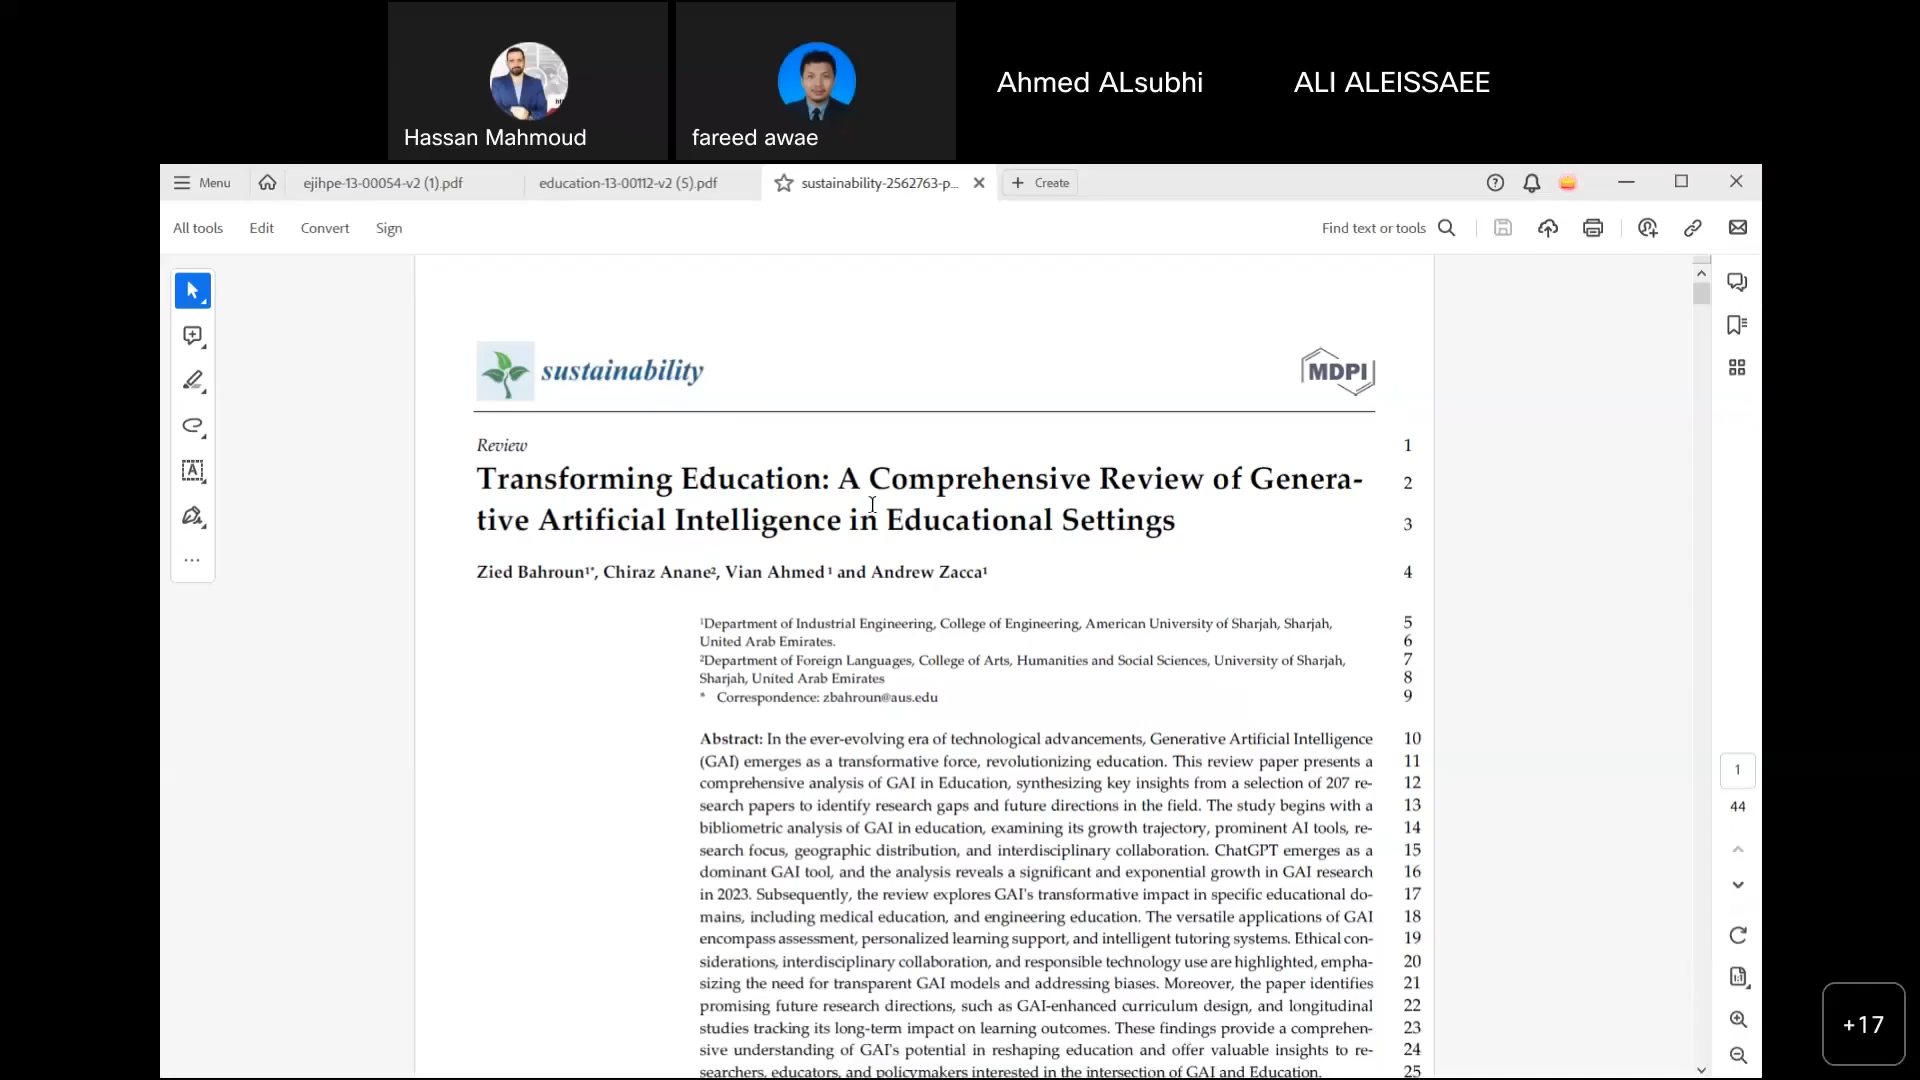 Hassan Mahmoud
fareed awae
Ahmed ALsubhi
ALI ALEISSAEE
Menu
ejihpe-13-00054-v2 (1).pdf
education-13-00112-v2 (5).pdf
sustainability-2562763-p...
Create
All tools
Edit
Convert
Sign
Find text or tools
sustainability
MDPI
Review 1
Transforming Education: A Comprehensive Review of Genera- 2
tive Artificial Intelligence in Educational Settings 3
Zied Bahroun¹*, Chiraz Anane², Vian Ahmed¹ and Andrew Zacca¹ 4
¹Department of Industrial Engineering, College of Engineering, American University of Sharjah, Sharjah, 5
United Arab Emirates. 6
²Department of Foreign Languages, College of Arts, Humanities and Social Sciences, University of Sharjah, 7
Sharjah, United Arab Emirates 8
* Correspondence: zbahroun@aus.edu 9
Abstract: In the ever-evolving era of technological advancements, Generative Artificial Intelligence 10
(GAI) emerges as a transformative force, revolutionizing education. This review paper presents a 11
comprehensive analysis of GAI in Education, synthesizing key insights from a selection of 207 re- 12
search papers to identify research gaps and future directions in the field. The study begins with a 13
bibliometric analysis of GAI in education, examining its growth trajectory, prominent AI tools, re- 14
search focus, geographic distribution, and interdisciplinary collaboration. ChatGPT emerges as a 15
dominant GAI tool, and the analysis reveals a significant and exponential growth in GAI research 16
in 2023. Subsequently, the review explores GAI's transformative impact in specific educational do- 17
mains, including medical education, and engineering education. The versatile applications of GAI 18
encompass assessment, personalized learning support, and intelligent tutoring systems. Ethical con- 19
siderations, interdisciplinary collaboration, and responsible technology use are highlighted, empha- 20
sizing the need for transparent GAI models and addressing biases. Moreover, the paper identifies 21
promising future research directions, such as GAI-enhanced curriculum design, and longitudinal 22
studies tracking its long-term impact on learning outcomes. These findings provide a comprehen- 23
sive understanding of GAI's potential in reshaping education and offer valuable insights to re- 24
searchers, educators, and policymakers interested in the intersection of GAI and Education. 25
1
44
+17